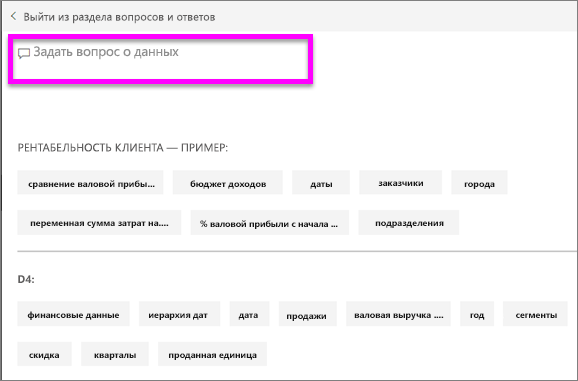 Выйти из раздела вопросов и ответов
Задать вопрос о данных
РЕНТАБЕЛЬНОСТЬ КЛИЕНТА — ПРИМЕР:
сравнение валовой прибы... бюджет доходов даты заказчики города
переменная сумма затрат на.... % валовой прибыли с начала ... подразделения
D4:
финансовые данные иерархия дат дата продажи валовая выручка .... год сегменты
скидка кварталы проданная единица